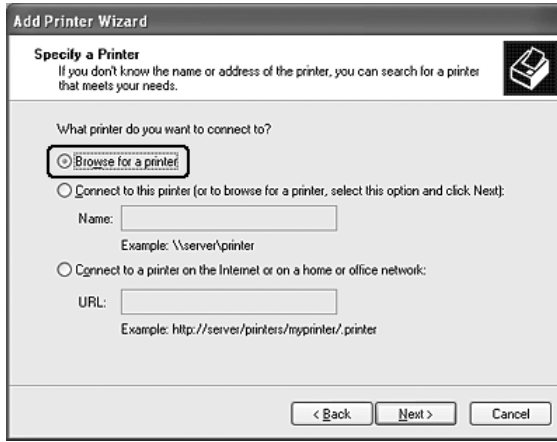 Add Printer Wizard
Specify a Printer
If you don't know the name or address of the printer, you can search for a printer
that meets your needs.
What printer do you want to connect to?
Browse for a printer
Connect to this printer (or to browse for a printer, select this option and click Next):
Name:
Example: \\server\printer
Connect to a printer on the Internet or on a home or office network:
URL:
Example: http://server/printers/myprinter/.printer
< Back Next > Cancel